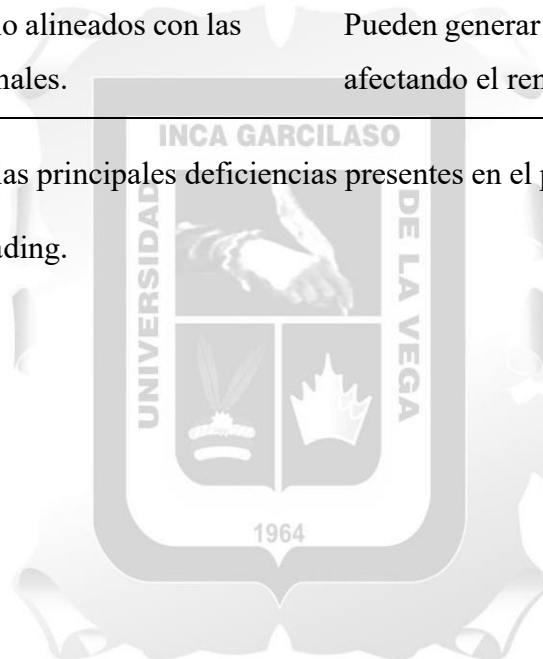 o alineados con las Pueden generar
nales. afectando el ren
INCA GARCILASO
las principales deficiencias presentes en el p
UNIVERSIDAD
DE LA VEGA
ading.
1964